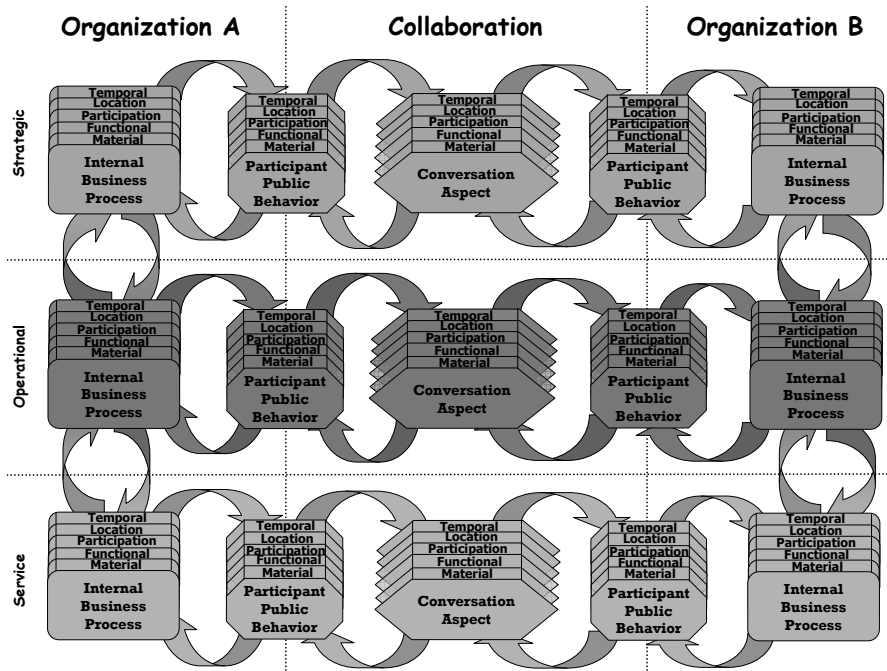 Organization A
Collaboration
Organization B
Strategic
Temporal
Location
Participation
Functional
Material
Internal
Business
Process
Temporal
Location
Participation
Functional
Material
Participant
Public
Behavior
Temporal
Location
Participation
Functional
Material
Conversation
Aspect
Temporal
Location
Participation
Functional
Material
Participant
Public
Behavior
Temporal
Location
Participation
Functional
Material
Internal
Business
Process
Operational
Temporal
Location
Participation
Functional
Material
Internal
Business
Process
Temporal
Location
Participation
Functional
Material
Participant
Public
Behavior
Temporal
Location
Participation
Functional
Material
Conversation
Aspect
Temporal
Location
Participation
Functional
Material
Participant
Public
Behavior
Temporal
Location
Participation
Functional
Material
Internal
Business
Process
Service
Temporal
Location
Participation
Functional
Material
Internal
Business
Process
Temporal
Location
Participation
Functional
Material
Participant
Public
Behavior
Temporal
Location
Participation
Functional
Material
Conversation
Aspect
Temporal
Location
Participation
Functional
Material
Participant
Public
Behavior
Temporal
Location
Participation
Functional
Material
Internal
Business
Process